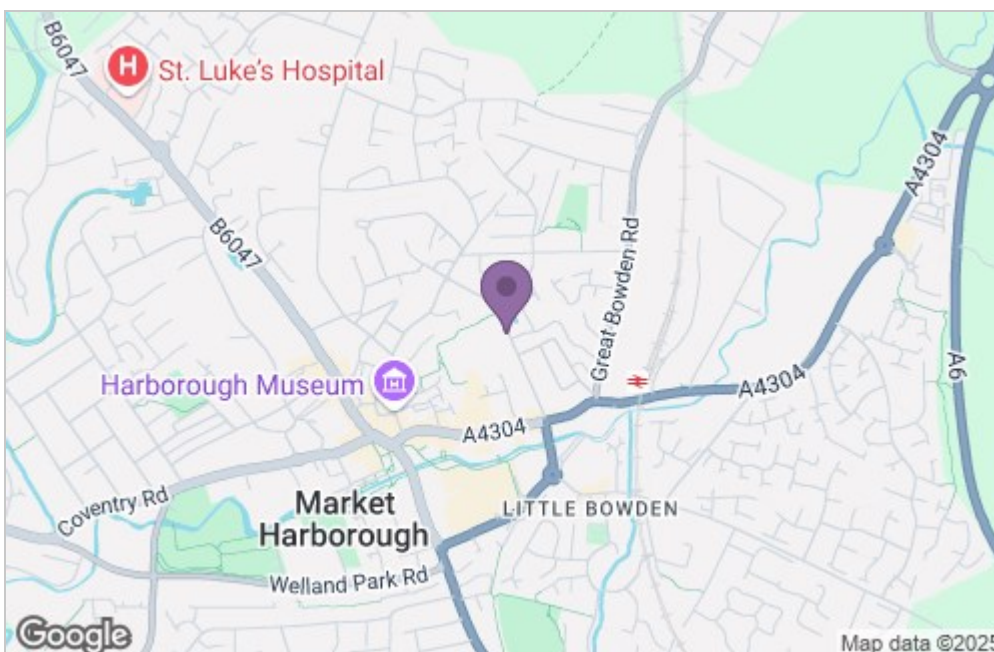 B6047
H
St. Luke's Hospital
A4304
B6047
Great Bowden Rd
A6
Harborough Museum
A4304
A4304
Coventry Rd
Market
Harborough
LITTLE BOWDEN
Welland Park Rd
Google
Map data ©2025